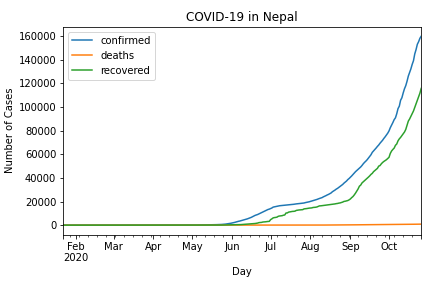 COVID-19 in Nepal
confirmed
deaths
recovered
Number of Cases
160000
140000
120000
100000
80000
60000
40000
20000
0
Feb Mar Apr May Jun Jul Aug Sep Oct
2020
Day